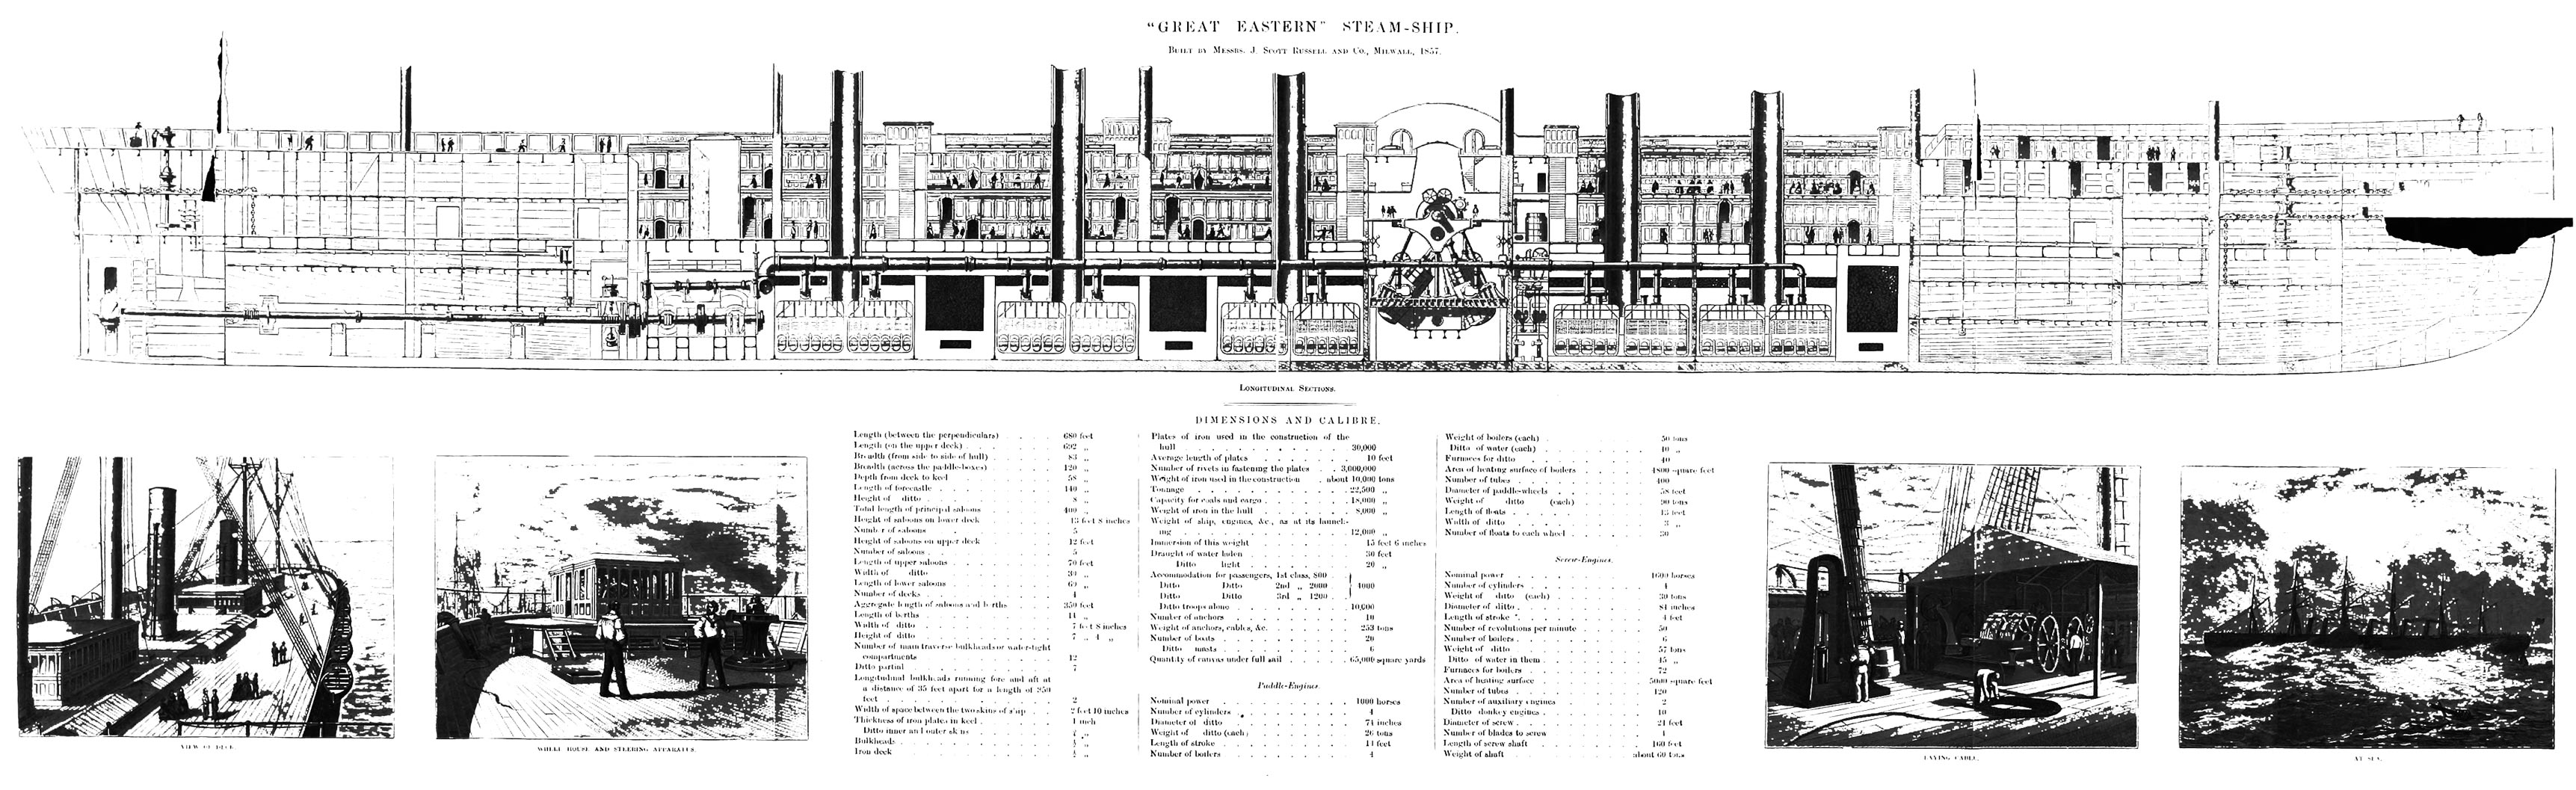 "GREAT EASTERN" STEAM-SHIP.
Built by Messrs. J. Scott Russell and Co., Milwall, 1857.
Longitudinal Sections.
DIMENSIONS AND CALIBRE.
Length (between the perpendiculars) 680 feet
Length (on the upper deck) 692 „
Breadth (from side to side of hull) 83 „
Breadth (across the paddle-boxes) 120 „
Depth from deck to keel 58 „
Length of forecastle 140 „
Height of ditto 8 „
Total length of principal saloons 400 „
Height of saloons on lower deck 13 feet 8 inches
Number of saloons 5
Height of saloons on upper deck 12 feet
Number of saloons 5
Length of upper saloons 70 feet
Width of ditto
Length of lower saloons 60 „
Number of decks 4
Aggregate length of saloons and berths 350 feet
Length of berths 14 „
Width of ditto 7 feet 8 inches
Height of ditto 7 „ 4 „
Number of main traverse bulkheads or water-tight
compartments 12
Ditto partial 7
Longitudinal bulkheads running fore and aft at
a distance of 35 feet apart for a length of 350
feet 2
Width of space between the two skins of ship 2 feet 10 inches
Thickness of iron plates in keel 1 inch
Ditto inner and outer skins
Bulkheads
Iron deck
Plates of iron used in the construction of the
hull 30,000
Average length of plates 10 feet
Number of rivets in fastening the plates 3,000,000
Weight of iron used in the construction about 10,000 tons
Tonnage 22,500 „
Capacity for coals and cargo 18,000 „
Weight of iron in the hull 8,000 „
Weight of ship, engines, &c., as at its launch-
ing 12,000 „
Immersion of this weight 15 feet 6 inches
Draught of water laden 30 feet
Ditto light 20 „
Accommodation for passengers, 1st class, 800
Ditto Ditto 2nd „ 2000 4000
Ditto Ditto 3rd „ 1200
Ditto troops alone 10,000
Number of anchors 10
Weight of anchors, cables, &c. 253 tons
Number of boats 20
Ditto masts 6
Quantity of canvas under full sail 65,000 square yards
Paddle-Engines.
Nominal power 1000 horses
Number of cylinders 4
Diameter of ditto 74 inches
Weight of ditto (each) 26 tons
Length of stroke 14 feet
Number of boilers 4
Weight of boilers (each) 50 tons
Ditto of water (each) 40 „
Furnaces for ditto 40
Area of heating surface of boilers 4800 square feet
Number of tubes 400
Diameter of paddle-wheels 58 feet
Weight of (each) 90 tons
Length of floats 13 feet
Width of ditto 3 „
Number of floats to each wheel 30
Screw-Engines.
Nominal power 1600 horses
Number of cylinders 4
Weight of ditto (each) 30 tons
Diameter of ditto 84 inches
Length of stroke 4 feet
Number of revolutions per minute 50
Number of boilers 6
Weight of ditto 57 tons
Ditto of water in them 45 „
Furnaces for boilers 72
Area of heating surface 5000 square feet
Number of tubes 420
Number of auxiliary engines 2
Ditto donkey engines 10
Diameter of screw 24 feet
Number of blades to screw 4
Length of screw shaft 160 feet
Weight of shaft about 60 tons
VIEW OF DECK
WHEEL HOUSE AND STEERING APPARATUS.
LAYING CABLE.
AT SEA.